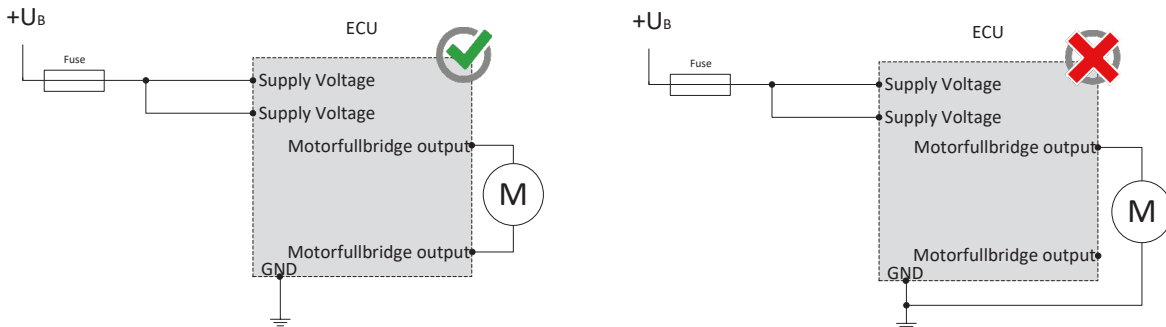 +UB
ECU
Fuse
Supply Voltage
Supply Voltage
Motorfullbridge output
M
Motorfullbridge output
GND
+UB
ECU
Fuse
Supply Voltage
Supply Voltage
Motorfullbridge output
M
Motorfullbridge output
GND